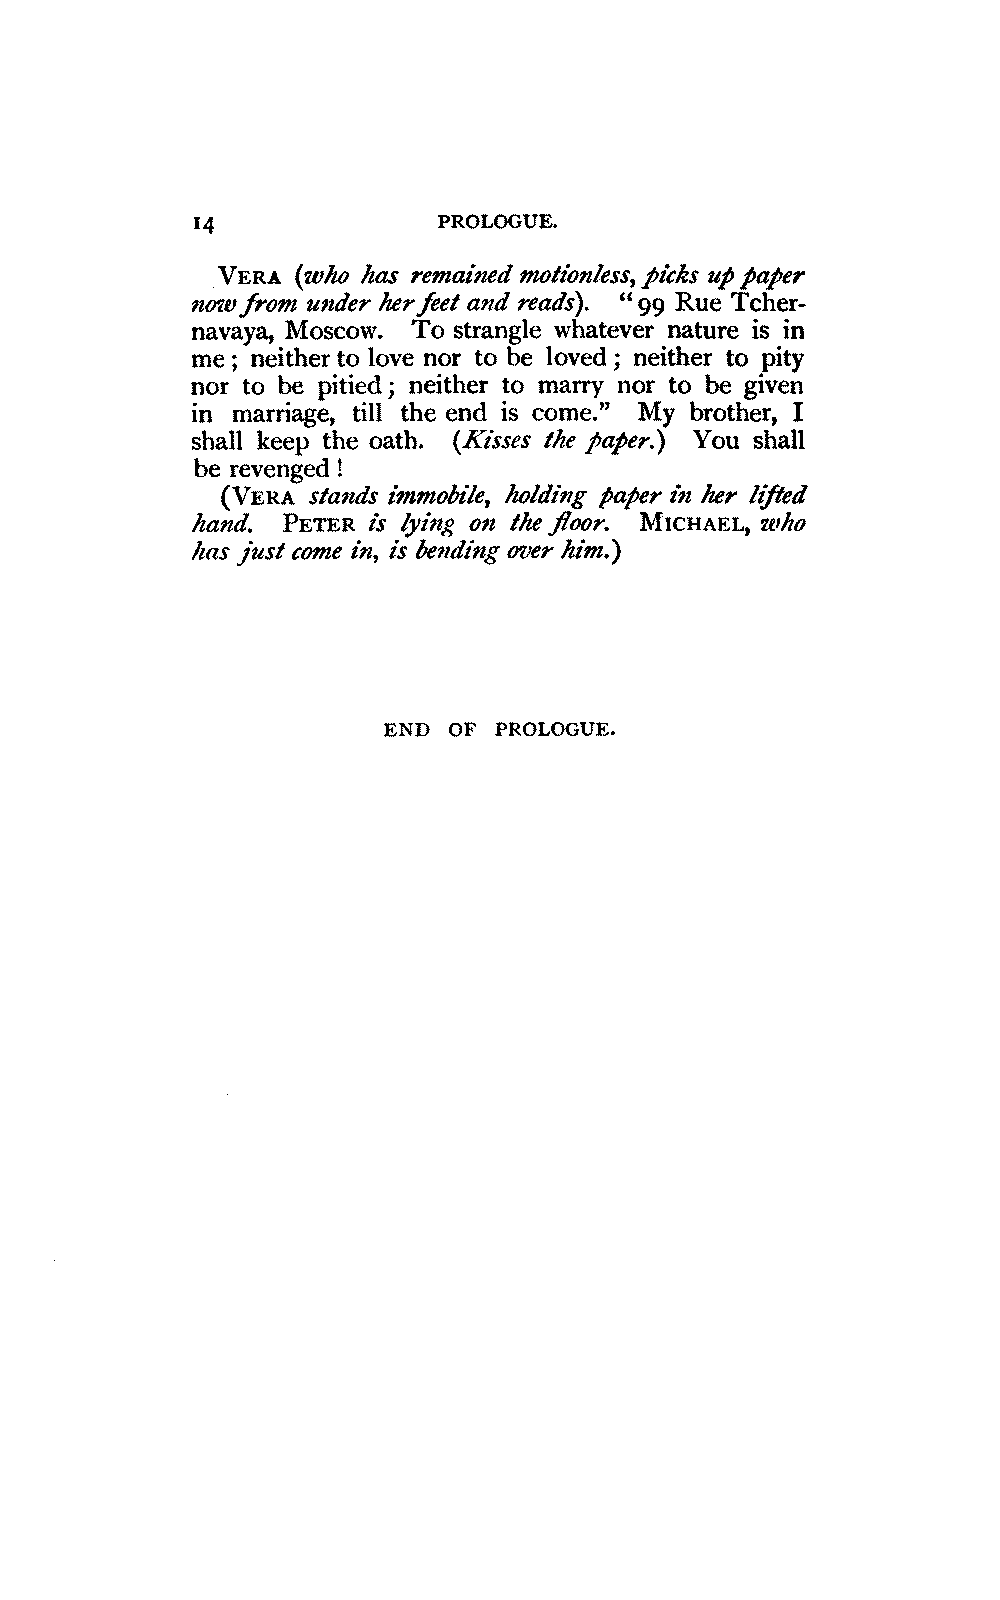 14 PROLOGUE.
VERA (who has remained motionless, picks up paper
now from under her feet and reads). “ 99 Rue Tcher-
navaya, Moscow. To strangle whatever nature is in
me ; neither to love nor to be loved ; neither to pity
nor to be pitied ; neither to marry nor to be given
in marriage, till the end is come.” My brother, I
shall keep the oath. (Kisses the paper.) You shall
be revenged !
(VERA stands immobile, holding paper in her lifted
hand. PETER is lying on the floor. MICHAEL, who
has just come in, is bending over him.)
END OF PROLOGUE.